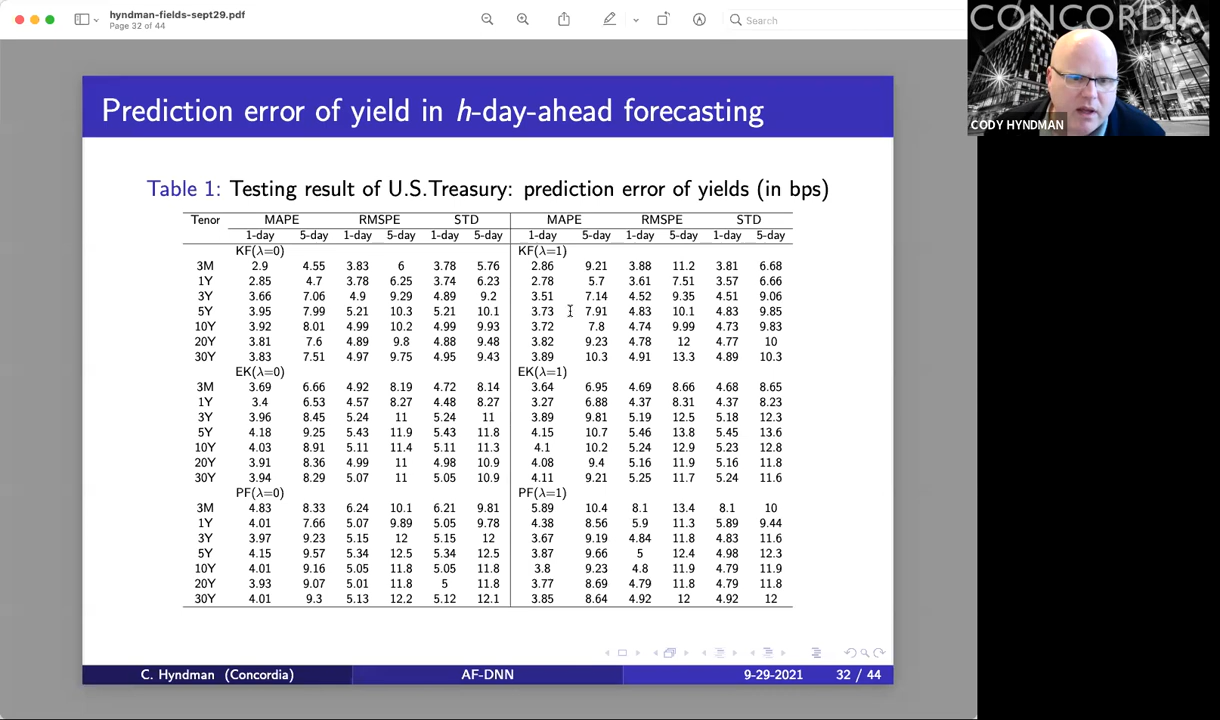 hyndman-fields-sept29.pdf
Page 32 of 44
Search
CONCORDIA
CODY HYNDMAN
Prediction error of yield in h-day-ahead forecasting
Table 1: Testing result of U.S.Treasury: prediction error of yields (in bps)
Tenor MAPE RMSPE STD MAPE RMSPE STD
1-day 5-day 1-day 5-day 1-day 5-day 1-day 5-day 1-day 5-day 1-day 5-day
KF(λ=0) KF(λ=1)
3M 2.9 4.55 3.83 6 3.78 5.76 2.86 9.21 3.88 11.2 3.81 6.68
1Y 2.85 4.7 3.78 6.25 3.74 6.23 2.78 5.7 3.61 7.51 3.57 6.66
3Y 3.66 7.06 4.9 9.29 4.89 9.2 3.51 7.14 4.52 9.35 4.51 9.06
5Y 3.95 7.99 5.21 10.3 5.21 10.1 3.73 7.91 4.83 10.1 4.83 9.85
10Y 3.92 8.01 4.99 10.2 4.99 9.93 3.72 7.8 4.74 9.99 4.73 9.83
20Y 3.81 7.6 4.89 9.8 4.88 9.48 3.82 9.23 4.78 12 4.77 10
30Y 3.83 7.51 4.97 9.75 4.95 9.43 3.89 10.3 4.91 13.3 4.89 10.3
EK(λ=0) EK(λ=1)
3M 3.69 6.66 4.92 8.19 4.72 8.14 3.64 6.95 4.69 8.66 4.68 8.65
1Y 3.4 6.53 4.57 8.27 4.48 8.27 3.27 6.88 4.37 8.31 4.37 8.23
3Y 3.96 8.45 5.24 11 5.24 11 3.89 9.81 5.19 12.5 5.18 12.3
5Y 4.18 9.25 5.43 11.9 5.43 11.8 4.15 10.7 5.46 13.8 5.45 13.6
10Y 4.03 8.91 5.11 11.4 5.11 11.3 4.1 10.2 5.24 12.9 5.23 12.8
20Y 3.91 8.36 4.99 11 4.98 10.9 4.08 9.4 5.16 11.9 5.16 11.8
30Y 3.94 8.29 5.07 11 5.05 10.9 4.11 9.21 5.25 11.7 5.24 11.6
PF(λ=0) PF(λ=1)
3M 4.83 8.33 6.24 10.1 6.21 9.81 5.89 10.4 8.1 13.4 8.1 10
1Y 4.01 7.66 5.07 9.89 5.05 9.78 4.38 8.56 5.9 11.3 5.89 9.44
3Y 3.97 9.23 5.15 12 5.15 12 3.67 9.19 4.84 11.8 4.83 11.6
5Y 4.15 9.57 5.34 12.5 5.34 12.5 3.87 9.66 5 12.4 4.98 12.3
10Y 4.01 9.16 5.05 11.8 5.05 11.8 3.8 9.23 4.8 11.9 4.79 11.9
20Y 3.93 9.07 5.01 11.8 5 11.8 3.77 8.69 4.79 11.8 4.79 11.8
30Y 4.01 9.3 5.13 12.2 5.12 12.1 3.85 8.64 4.92 12 4.92 12
C. Hyndman (Concordia) AF-DNN 9-29-2021 32 / 44